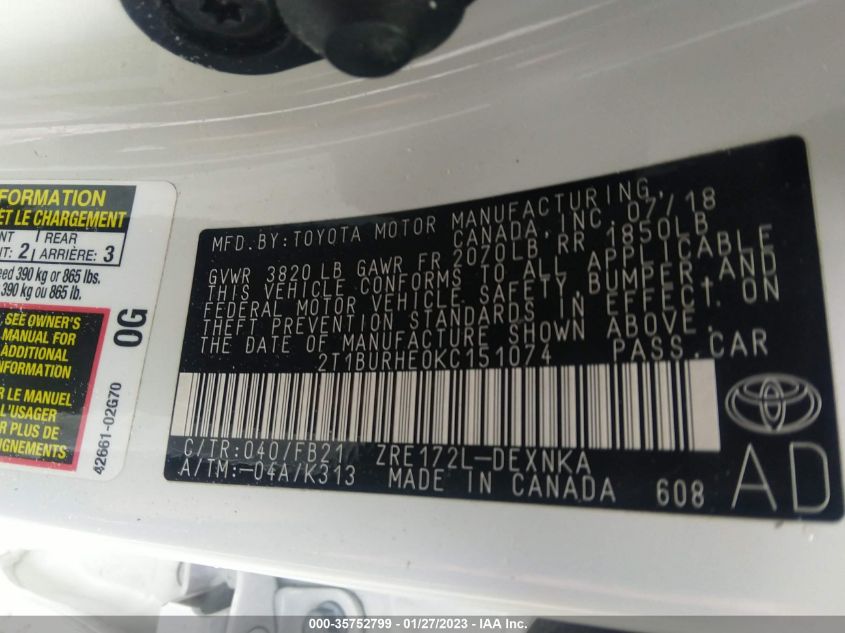 FORMATION
ET LE CHARGEMENT
NT 2 REAR
T: ARRIÈRE: 3
eed 390 kg or 865 lbs.
390 kg ou 865 lb.
SEE OWNER'S
MANUAL FOR
ADDITIONAL
INFORMATION
R LE MANUEL
L'USAGER
R PLUS DE
GNEMENTS
0G
42661-02G70
MFD. BY: TOYOTA MOTOR MANUFACTURING,
CANADA, INC. 07/18
GVWR 3820 LB GAWR FR 2070LB RR 1850LB
THIS VEHICLE CONFORMS TO ALL APPLICABLE
FEDERAL MOTOR VEHICLE SAFETY, BUMPER AND
THEFT PREVENTION STANDARDS IN EFFECT ON
THE DATE OF MANUFACTURE SHOWN ABOVE.
2T1BURHE0KC151074 PASS.CAR
C/TR:040/FB21 ZRE172L-DEXNKA
A/TM:-04A/K313 MADE IN CANADA 608
AD
000-35752799 - 01/27/2023 - IAA Inc.